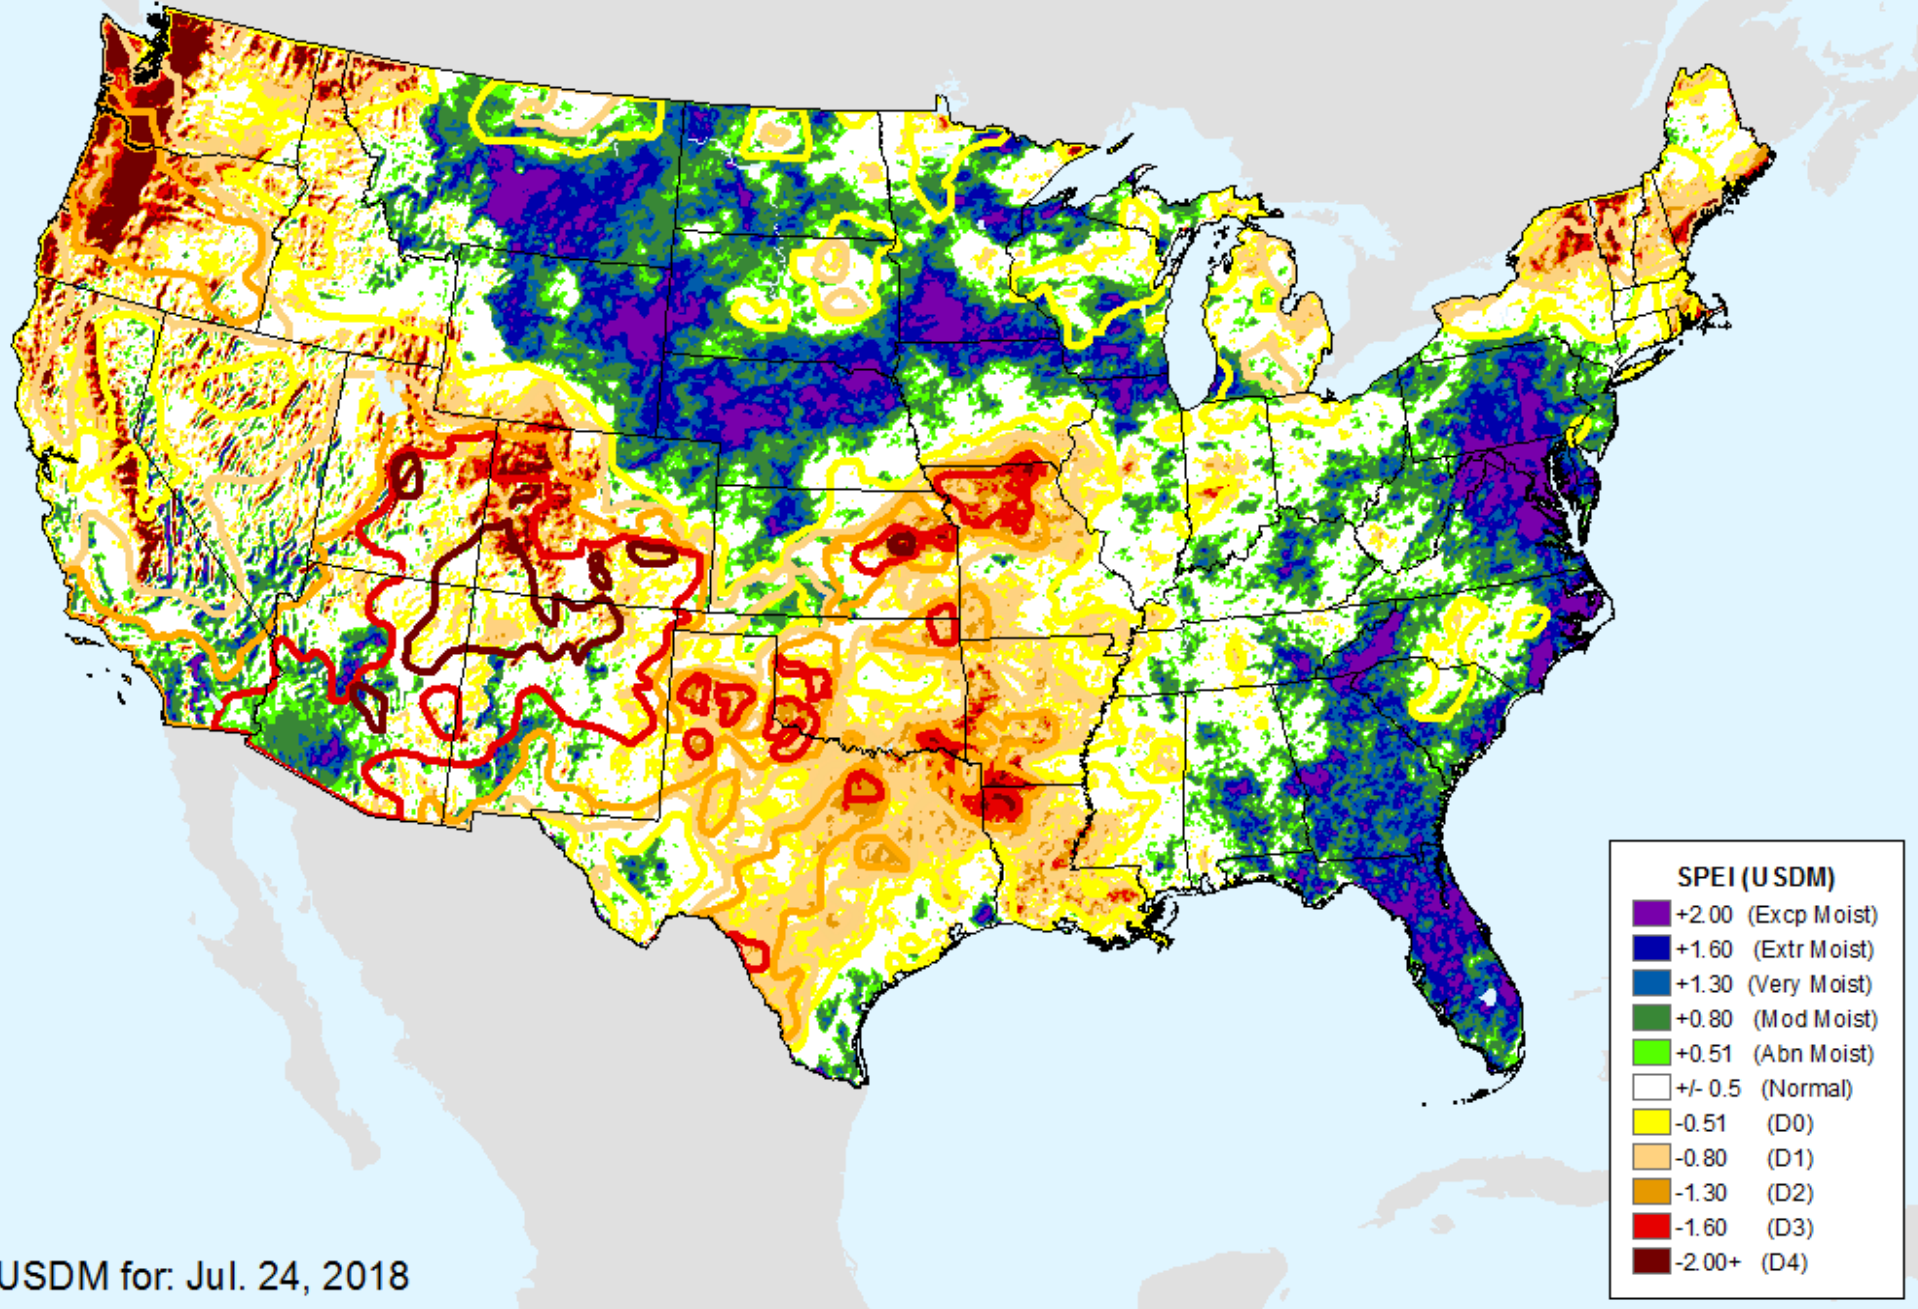 SPEI (USDM)
+2.00 (Excp Moist)
+1.60 (Extr Moist)
+1.30 (Very Moist)
+0.80 (Mod Moist)
+0.51 (Abn Moist)
+/- 0.5 (Normal)
-0.51 (D0)
-0.80 (D1)
-1.30 (D2)
-1.60 (D3)
-2.00+ (D4)
USDM for: Jul. 24, 2018